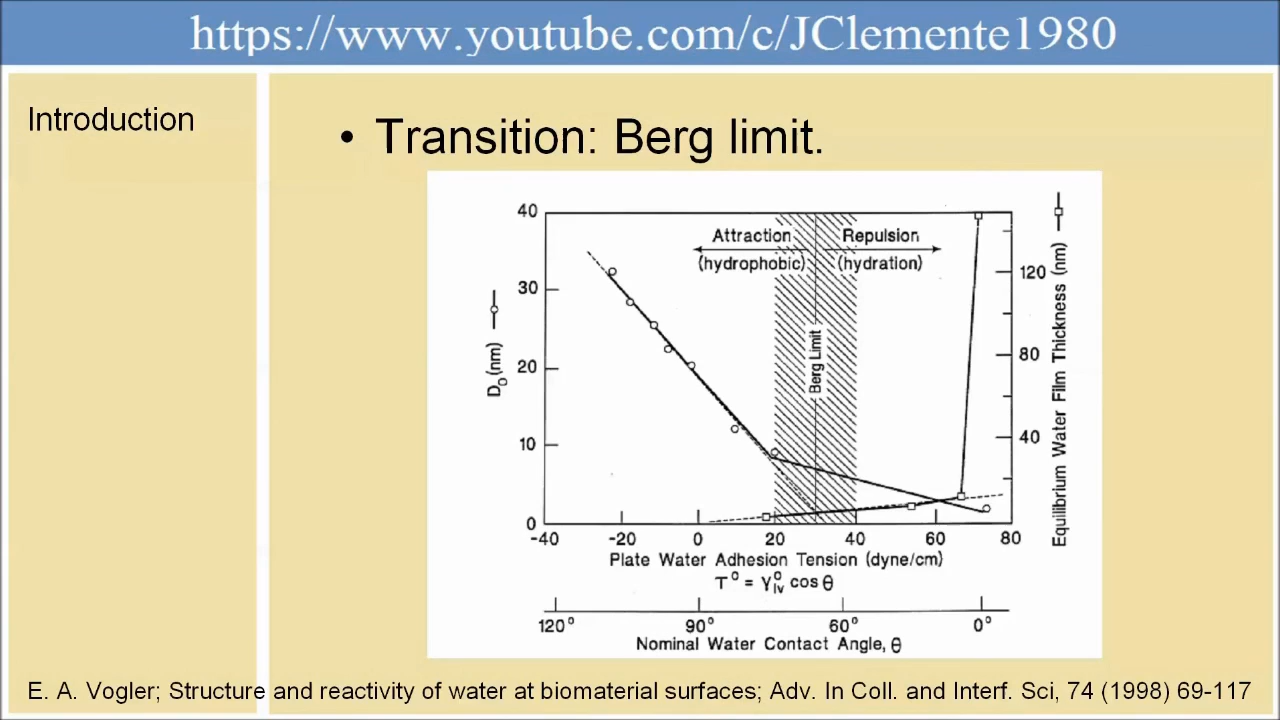 https://www.youtube.com/c/JClemente1980
Introduction
• Transition: Berg limit.
40
30
20
10
0
D₀ (nm)
Attraction
(hydrophobic)
Repulsion
(hydration)
Berg Limit
120
80
40
Equilibrium Water Film Thickness (nm)
-40 -20 0 20 40 60 80
Plate Water Adhesion Tension (dyne/cm)
τ° = γ°lv cos θ
120° 90° 60° 0°
Nominal Water Contact Angle, θ
E. A. Vogler; Structure and reactivity of water at biomaterial surfaces; Adv. In Coll. and Interf. Sci, 74 (1998) 69-117